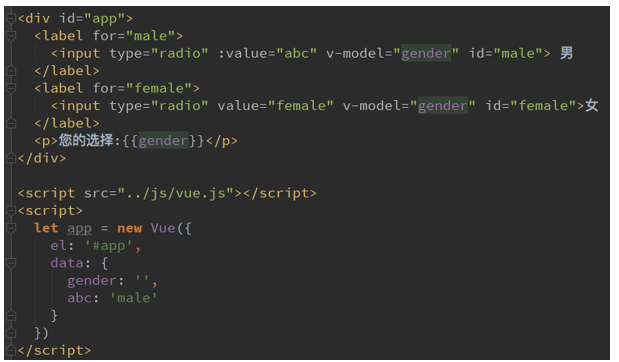 <div id="app">
<label for="male">
<input type="radio" :value="abc" v-model="gender" id="male"> 男
</label>
<label for="female">
<input type="radio" value="female" v-model="gender" id="female">女
</label>
<p>您的选择:{{gender}}</p>
</div>
<script src="../js/vue.js"></script>
<script>
let app = new Vue({
el: '#app',
data: {
gender: '',
abc: 'male'
}
})
</script>